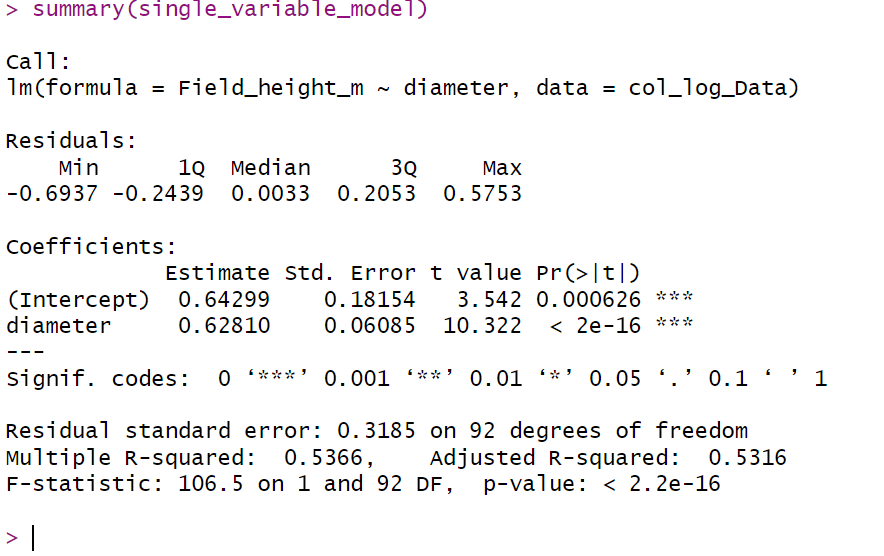 > summary(single_variable_model)
Call:
lm(formula = Field_height_m ~ diameter, data = col_log_Data)
Residuals:
    Min      1Q  Median      3Q     Max
-0.6937 -0.2439  0.0033  0.2053  0.5753
Coefficients:
            Estimate Std. Error t value Pr(>|t|)
(Intercept)  0.64299    0.18154   3.542 0.000626 ***
diameter     0.62810    0.06085  10.322  < 2e-16 ***
---
Signif. codes:  0 ‘***’ 0.001 ‘**’ 0.01 ‘*’ 0.05 ‘.’ 0.1 ‘ ’ 1
Residual standard error: 0.3185 on 92 degrees of freedom
Multiple R-squared:  0.5366,	Adjusted R-squared:  0.5316
F-statistic: 106.5 on 1 and 92 DF,  p-value: < 2.2e-16
>